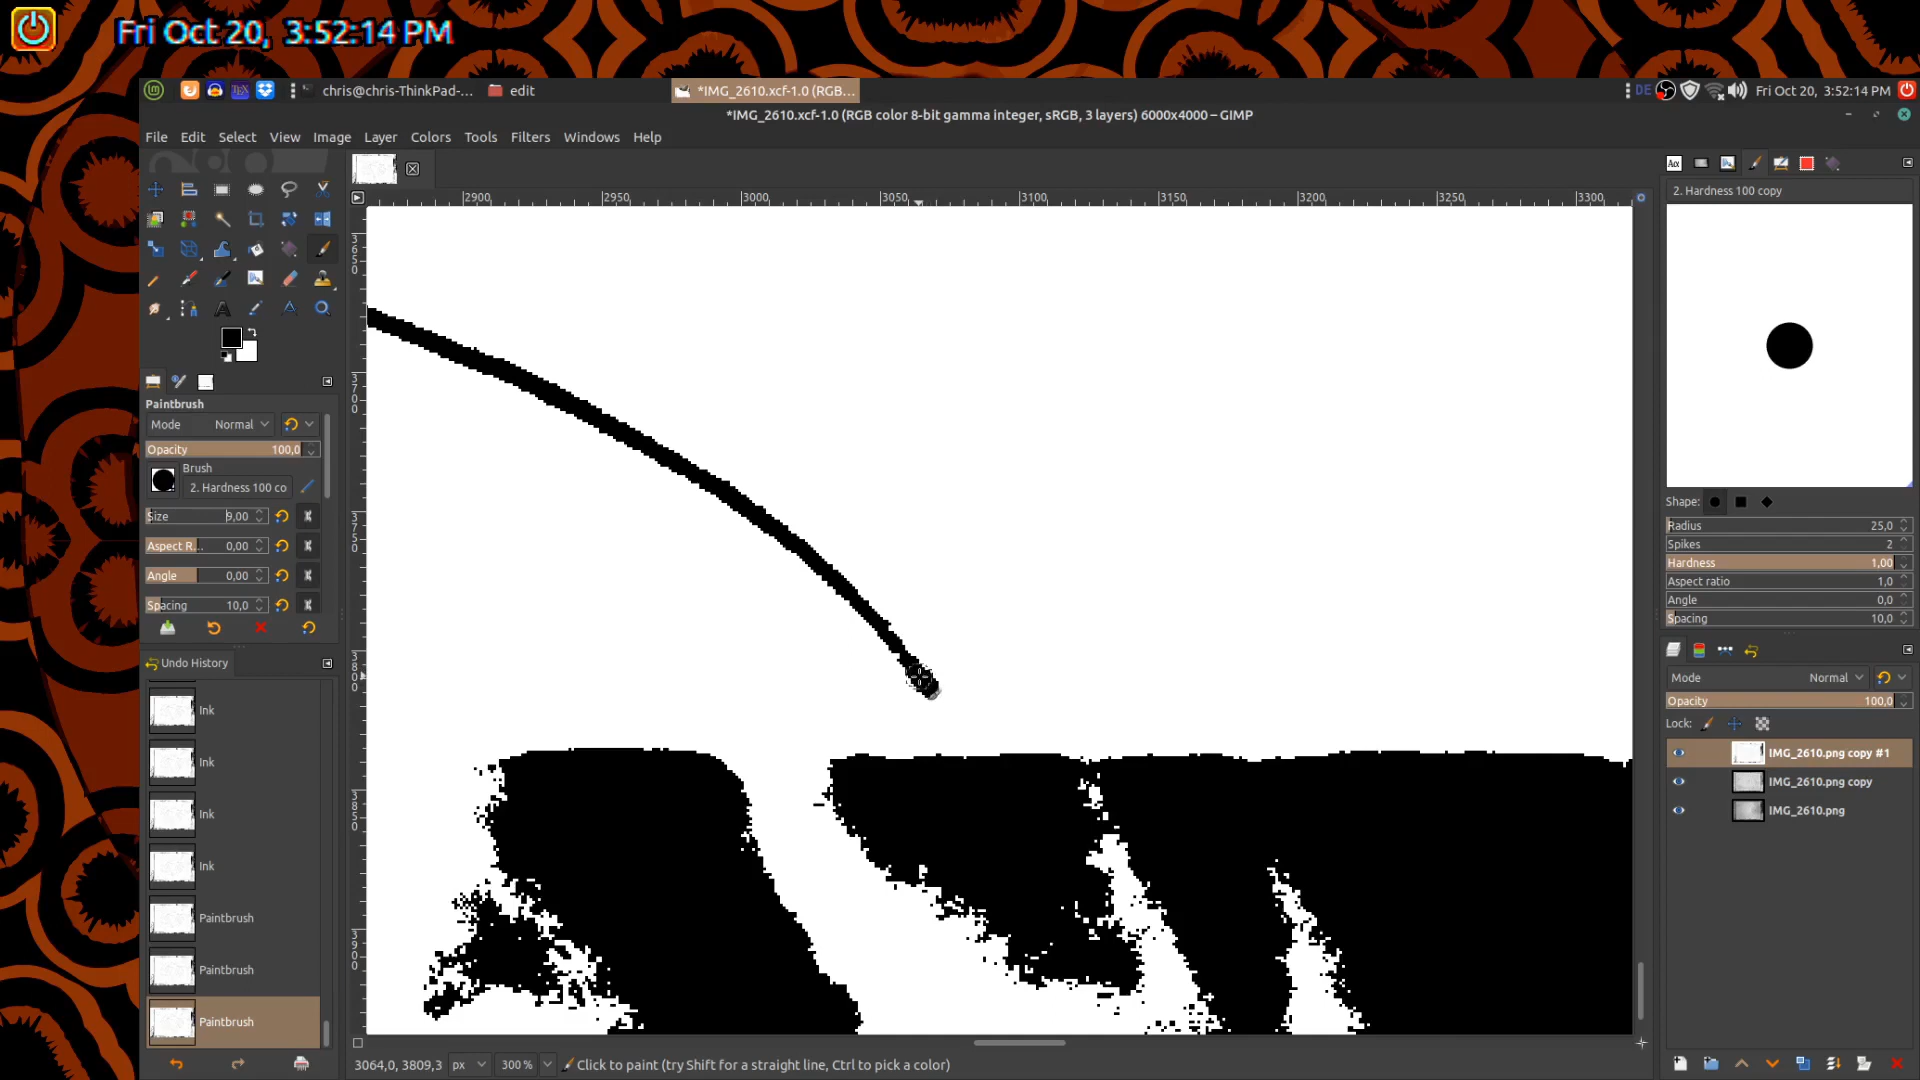 Fri Oct 20, 3:52:14 PM
chris@chris-ThinkPad-...
edit
*IMG_2610.xcf-1.0 (RGB...
DE
Fri Oct 20, 3:52:14 PM
*IMG_2610.xcf-1.0 (RGB color 8-bit gamma integer, sRGB, 3 layers) 6000x4000 – GIMP
File Edit Select View Image Layer Colors Tools Filters Windows Help
2900 2950 3000 3050 3100 3150 3200 3250 3300
3650
3700
3750
3800
3850
3900
Paintbrush
Mode Normal
Opacity 100,0
Brush
2. Hardness 100 co
Size 9,00
Aspect R... 0,00
Angle 0,00
Spacing 10,0
Undo History
Ink
Ink
Ink
Ink
Paintbrush
Paintbrush
Paintbrush
3064,0, 3809,3 px 300 % Click to paint (try Shift for a straight line, Ctrl to pick a color)
2. Hardness 100 copy
Shape:
Radius 25,0
Spikes 2
Hardness 1,00
Aspect ratio 1,0
Angle 0,0
Spacing 10,0
Mode Normal
Opacity 100,0
Lock:
IMG_2610.png copy #1
IMG_2610.png copy
IMG_2610.png